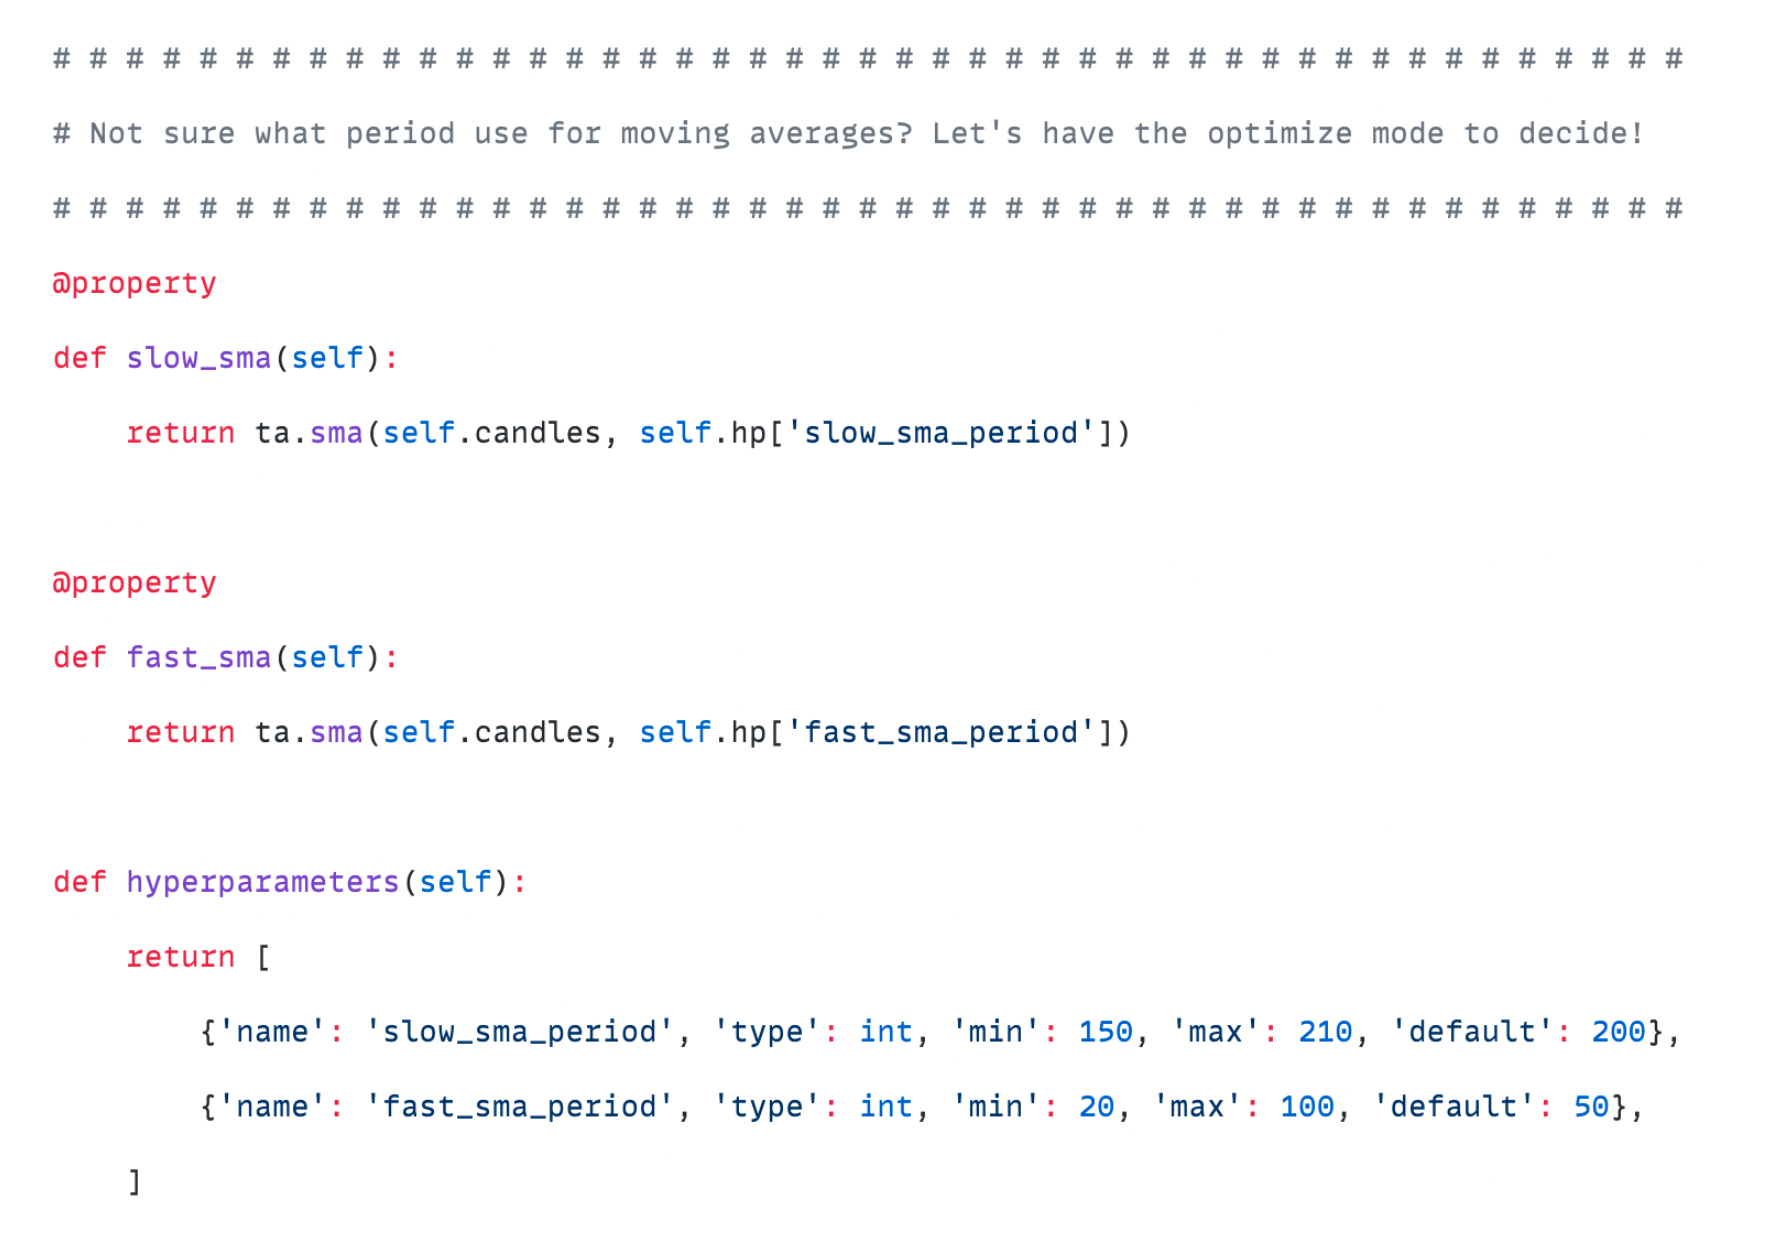 # # # # # # # # # # # # # # # # # # # # # # # # # # # # # # # # # # # # # # # # # # # # #
# Not sure what period use for moving averages? Let's have the optimize mode to decide!
# # # # # # # # # # # # # # # # # # # # # # # # # # # # # # # # # # # # # # # # # # # # #
@property
def slow_sma(self):
    return ta.sma(self.candles, self.hp['slow_sma_period'])
@property
def fast_sma(self):
    return ta.sma(self.candles, self.hp['fast_sma_period'])
def hyperparameters(self):
    return [
        {'name': 'slow_sma_period', 'type': int, 'min': 150, 'max': 210, 'default': 200},
        {'name': 'fast_sma_period', 'type': int, 'min': 20, 'max': 100, 'default': 50},
    ]